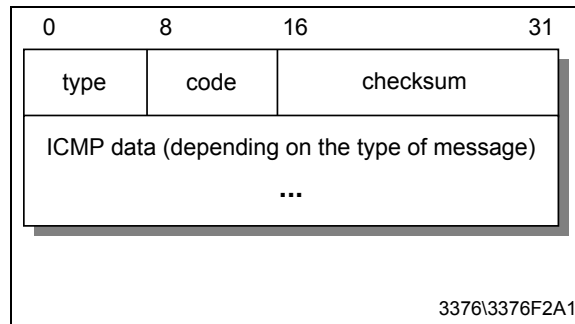 0 8 16 31
type code checksum
ICMP data (depending on the type of message)
...
3376\3376F2A1